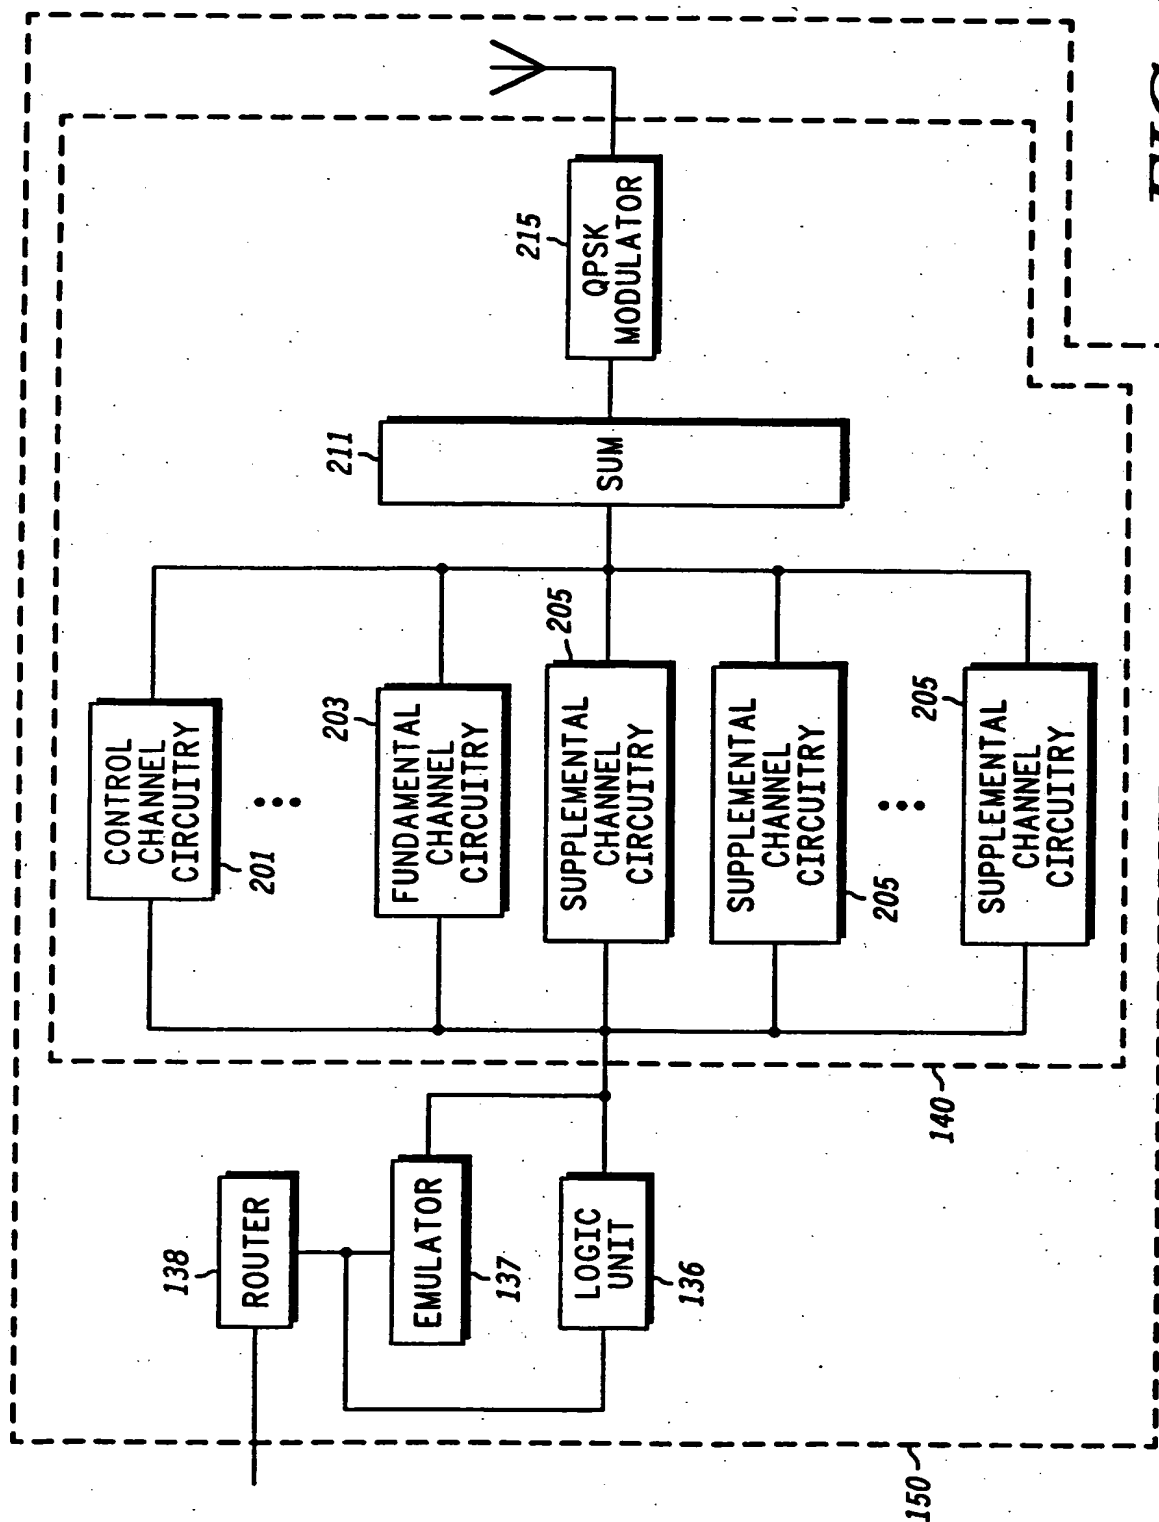 138
ROUTER
EMULATOR
137
LOGIC
UNIT
136
CONTROL
CHANNEL
CIRCUITRY
201
203
FUNDAMENTAL
CHANNEL
CIRCUITRY
205
SUPPLEMENTAL
CHANNEL
CIRCUITRY
SUPPLEMENTAL
CHANNEL
CIRCUITRY
205
205
SUPPLEMENTAL
CHANNEL
CIRCUITRY
211
SUM
215
QPSK
MODULATOR
140
150